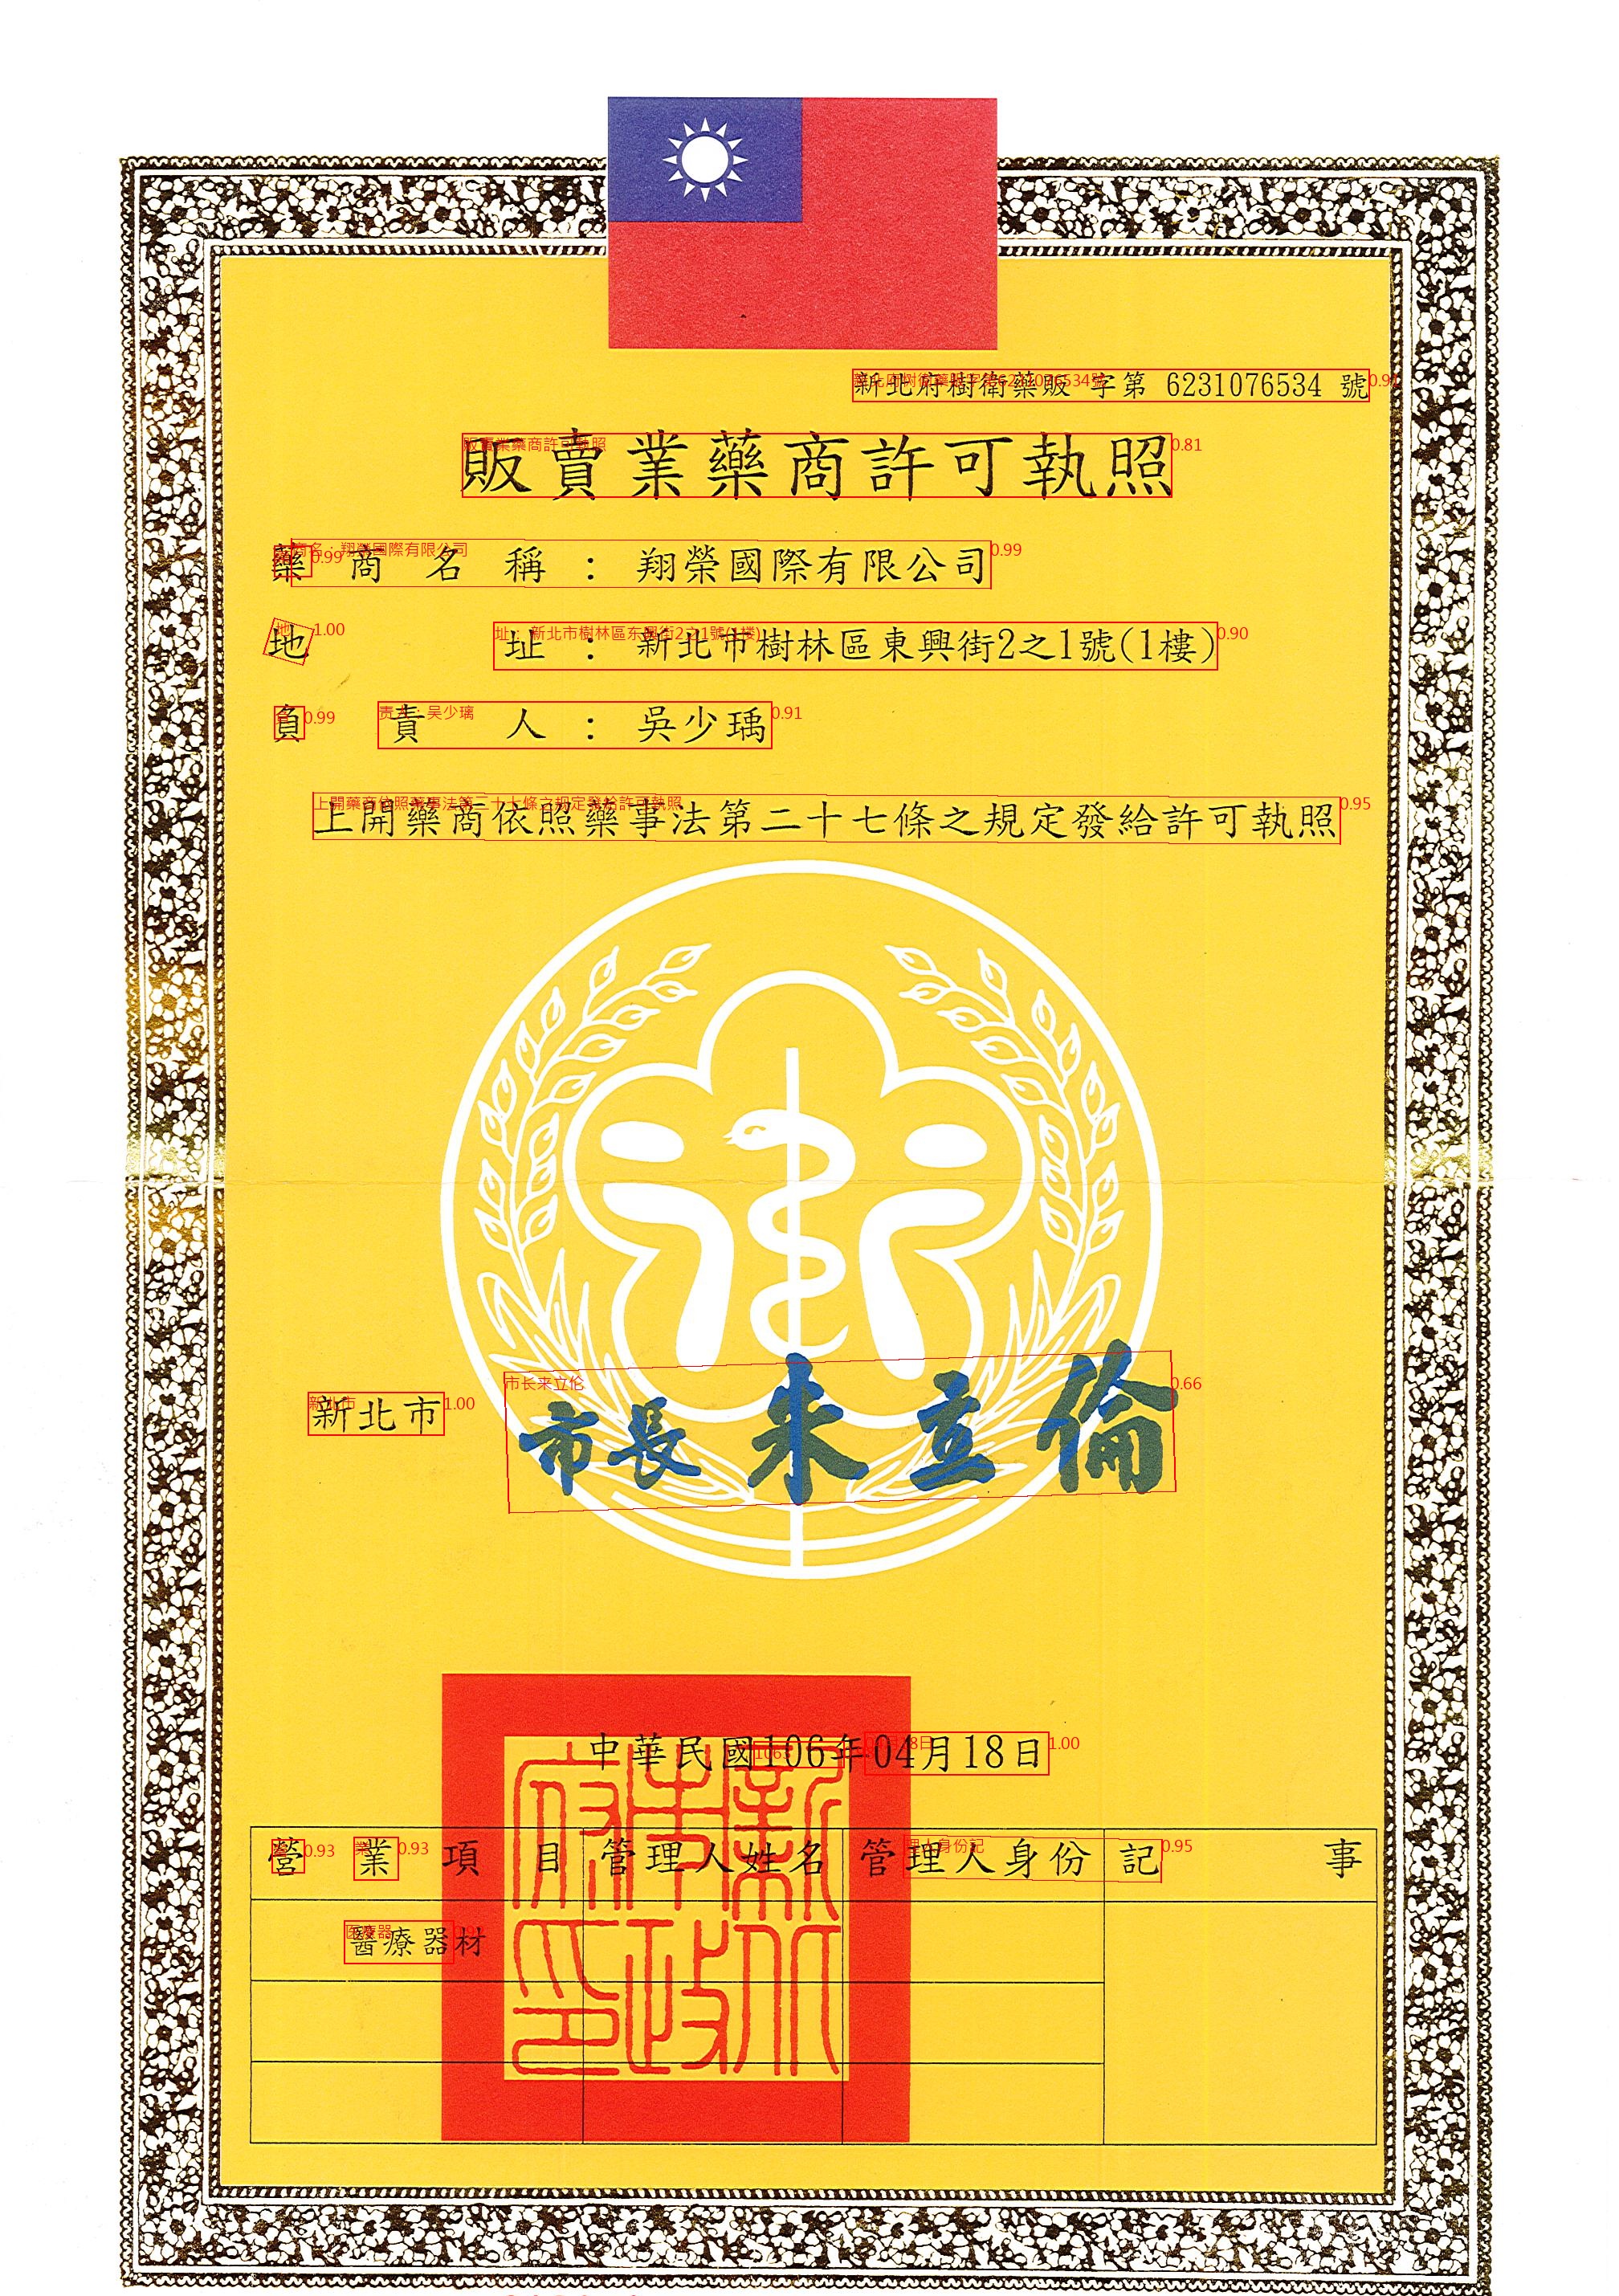 新北府樹衛藥販 字第 6231076534 號
販賣業藥商許可執照
藥商名稱：翔榮國際有限公司
地址：新北市樹林區東興街2之1號(1樓)
負責人：吳少瑀
上開藥商依照藥事法第二十七條之規定發給許可執照
新北市 市長 朱立倫
中華民國106年04月18日
新北市政府印
營業項目 管理人姓名 管理人身份 記事
醫療器材